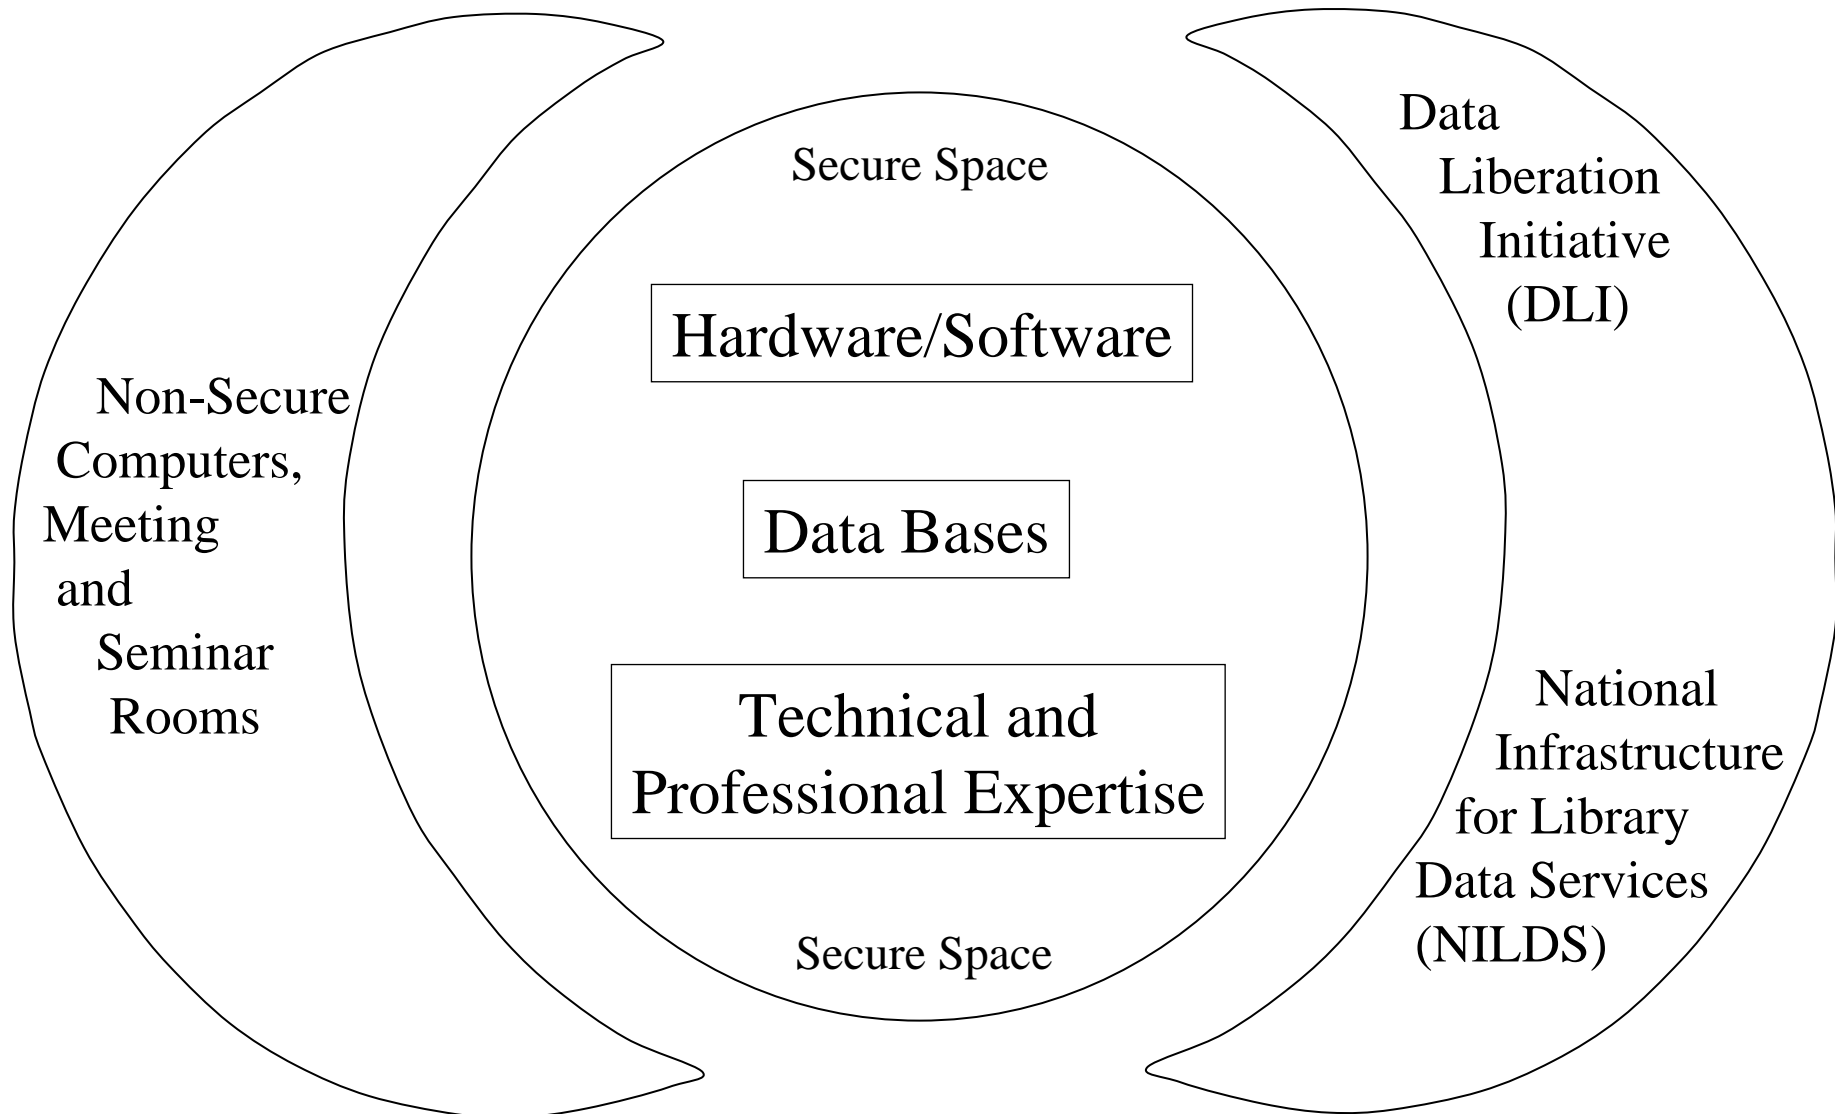 Non-Secure
Computers,
Meeting
and
Seminar
Rooms
Secure Space
Hardware/Software
Data Bases
Technical and
Professional Expertise
Secure Space
Data
Liberation
Initiative
(DLI)
National
Infrastructure
for Library
Data Services
(NILDS)